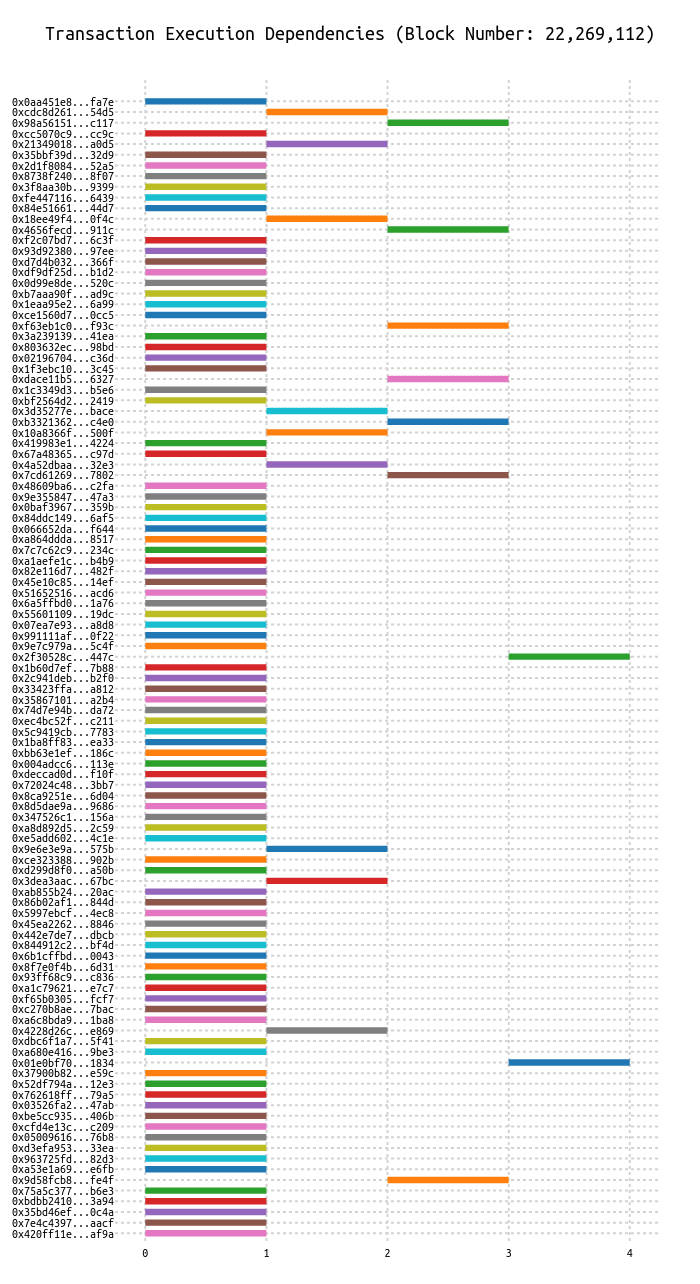 Transaction Execution Dependencies (Block Number: 22,269,112)
0x0aa451e8...fa7e
0xcdc8d261...54d5
0x98a56151...c117
0xcc5070c9...cc9c
0x21349018...a0d5
0x35bbf39d...32d9
0x2d1f8084...52a5
0x8738f240...8f07
0x3f8aa30b...9399
0xfe447116...6439
0x84e51661...44d7
0x18ee49f4...0f4c
0x4656fecd...911c
0xf2c07bd7...6c3f
0x93d92380...97ee
0xd7d4b032...366f
0xdf9df25d...b1d2
0x0d99e8de...520c
0xb7aaa90f...ad9c
0x1eaa95e2...6a99
0xce1560d7...0cc5
0xf63eb1c0...f93c
0x3a239139...41ea
0x803632ec...98bd
0x02196704...c36d
0x1f3ebc10...3c45
0xdace11b5...6327
0x1c3349d3...b5e6
0xbf2564d2...2419
0x3d35277e...bace
0xb3321362...c4e0
0x10a8366f...500f
0x419983e1...4224
0x67a48365...c97d
0x4a52dbaa...32e3
0x7cd61269...7802
0x48609ba6...c2fa
0x9e355847...47a3
0x0baf3967...359b
0x84ddc149...6af5
0x066652da...f644
0xa864ddda...8517
0x7c7c62c9...234c
0xa1aefe1c...b4b9
0x82e116d7...482f
0x45e10c85...14ef
0x51652516...acd6
0x6a5ffbd0...1a76
0x55601109...19dc
0x07ea7e93...a8d8
0x991111af...0f22
0x9e7c979a...5c4f
0x2f30528c...447c
0x1b60d7ef...7b88
0x2c941deb...b2f0
0x33423ffa...a812
0x35867101...a2b4
0x74d7e94b...da72
0xec4bc52f...c211
0x5c9419cb...7783
0x1ba8ff83...ea33
0xbb63e1ef...186c
0x004adcc6...113e
0xdeccad0d...f10f
0x72024c48...3bb7
0x8ca9251e...6d04
0x8d5dae9a...9686
0x347526c1...156a
0xa8d892d5...2c59
0xe5add602...4c1e
0x9e6e3e9a...575b
0xce323388...902b
0xd299d8f0...a50b
0x3dea3aac...67bc
0xab855b24...20ac
0x86b02af1...844d
0x5997ebcf...4ec8
0x45ea2262...8846
0x442e7de7...dbcb
0x844912c2...bf4d
0x6b1cffbd...0043
0x8f7e0f4b...6d31
0x93ff68c9...c836
0xa1c79621...e7c7
0xf65b0305...fcf7
0xc270b8ae...7bac
0xa6c8bda9...1ba8
0x4228d26c...e869
0xdbc6f1a7...5f41
0xa680e416...9be3
0x01e0bf70...1834
0x37900b82...e59c
0x52df794a...12e3
0x762618ff...79a5
0x03526fa2...47ab
0xbe5cc935...406b
0xcfd4e13c...c209
0x05009616...76b8
0xd3efa953...33ea
0x963725fd...82d3
0xa53e1a69...e6fb
0x9d58fcb8...fe4f
0x75a5c377...b6e3
0xbdbb2410...3a94
0x35bd46ef...0c4a
0x7e4c4397...aacf
0x420ff11e...af9a
0 1 2 3 4